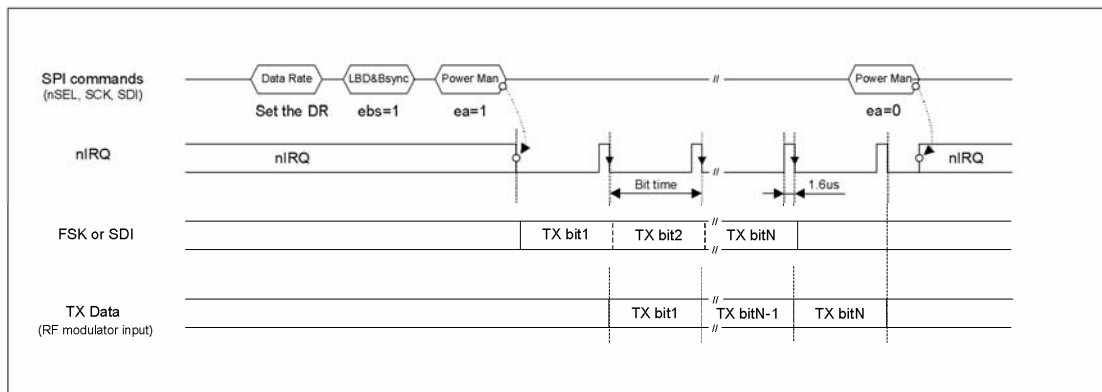 SPI commands
(nSEL, SCK, SDI)
Data Rate
LBD&Bsync
Power Man
//
Power Man
Set the DR
ebs=1
ea=1
ea=0
nIRQ
nIRQ
nIRQ
Bit time
//
1.6us
FSK or SDI
TX bit1
TX bit2
//
TX bitN
//
TX Data
(RF modulator input)
TX bit1
//
TX bitN-1
//
TX bitN